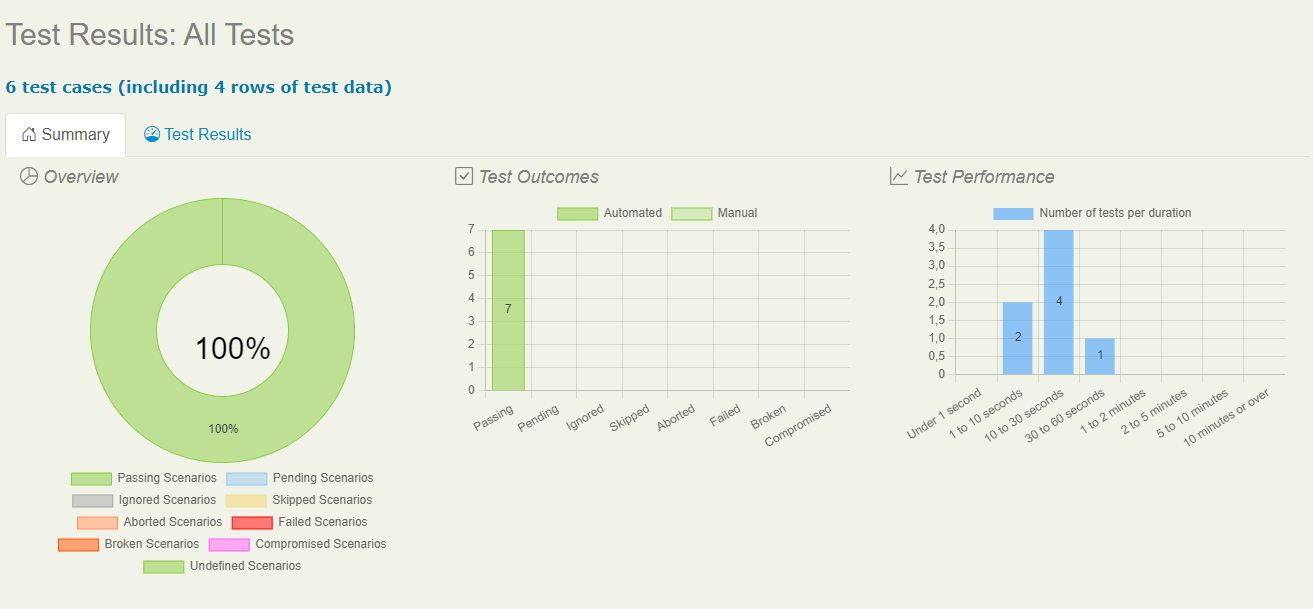 Test Results: All Tests
6 test cases (including 4 rows of test data)
Summary Test Results
Overview
100%
100%
Passing Scenarios Pending Scenarios
Ignored Scenarios Skipped Scenarios
Aborted Scenarios Failed Scenarios
Broken Scenarios Compromised Scenarios
Undefined Scenarios
Test Outcomes
Automated Manual
7
6
5
4
3
2
1
0
7
Passing Pending Ignored Skipped Aborted Failed Broken Compromised
Test Performance
Number of tests per duration
4,0
3,5
3,0
2,5
2,0
1,5
1,0
0,5
0
2 4 1
Under 1 second 1 to 10 seconds 10 to 30 seconds 30 to 60 seconds 1 to 2 minutes 2 to 5 minutes 5 to 10 minutes 10 minutes or over